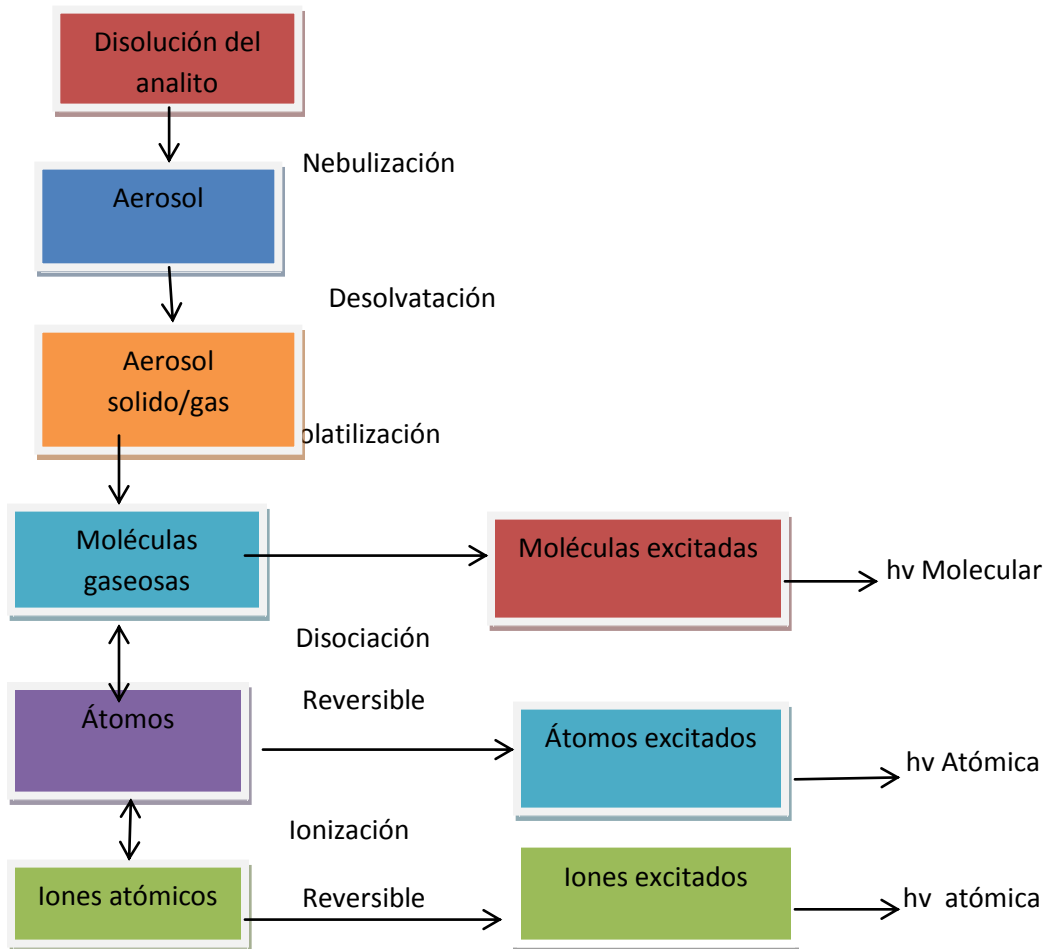 Disolución del
analito
Nebulización
Aerosol
Desolvatación
Aerosol
solido/gas
olatilización
Moléculas
gaseosas
Moléculas excitadas
hv Molecular
Disociación
Reversible
Átomos
Átomos excitados
hv Atómica
Ionización
Iones atómicos
Reversible
Iones excitados
hv atómica